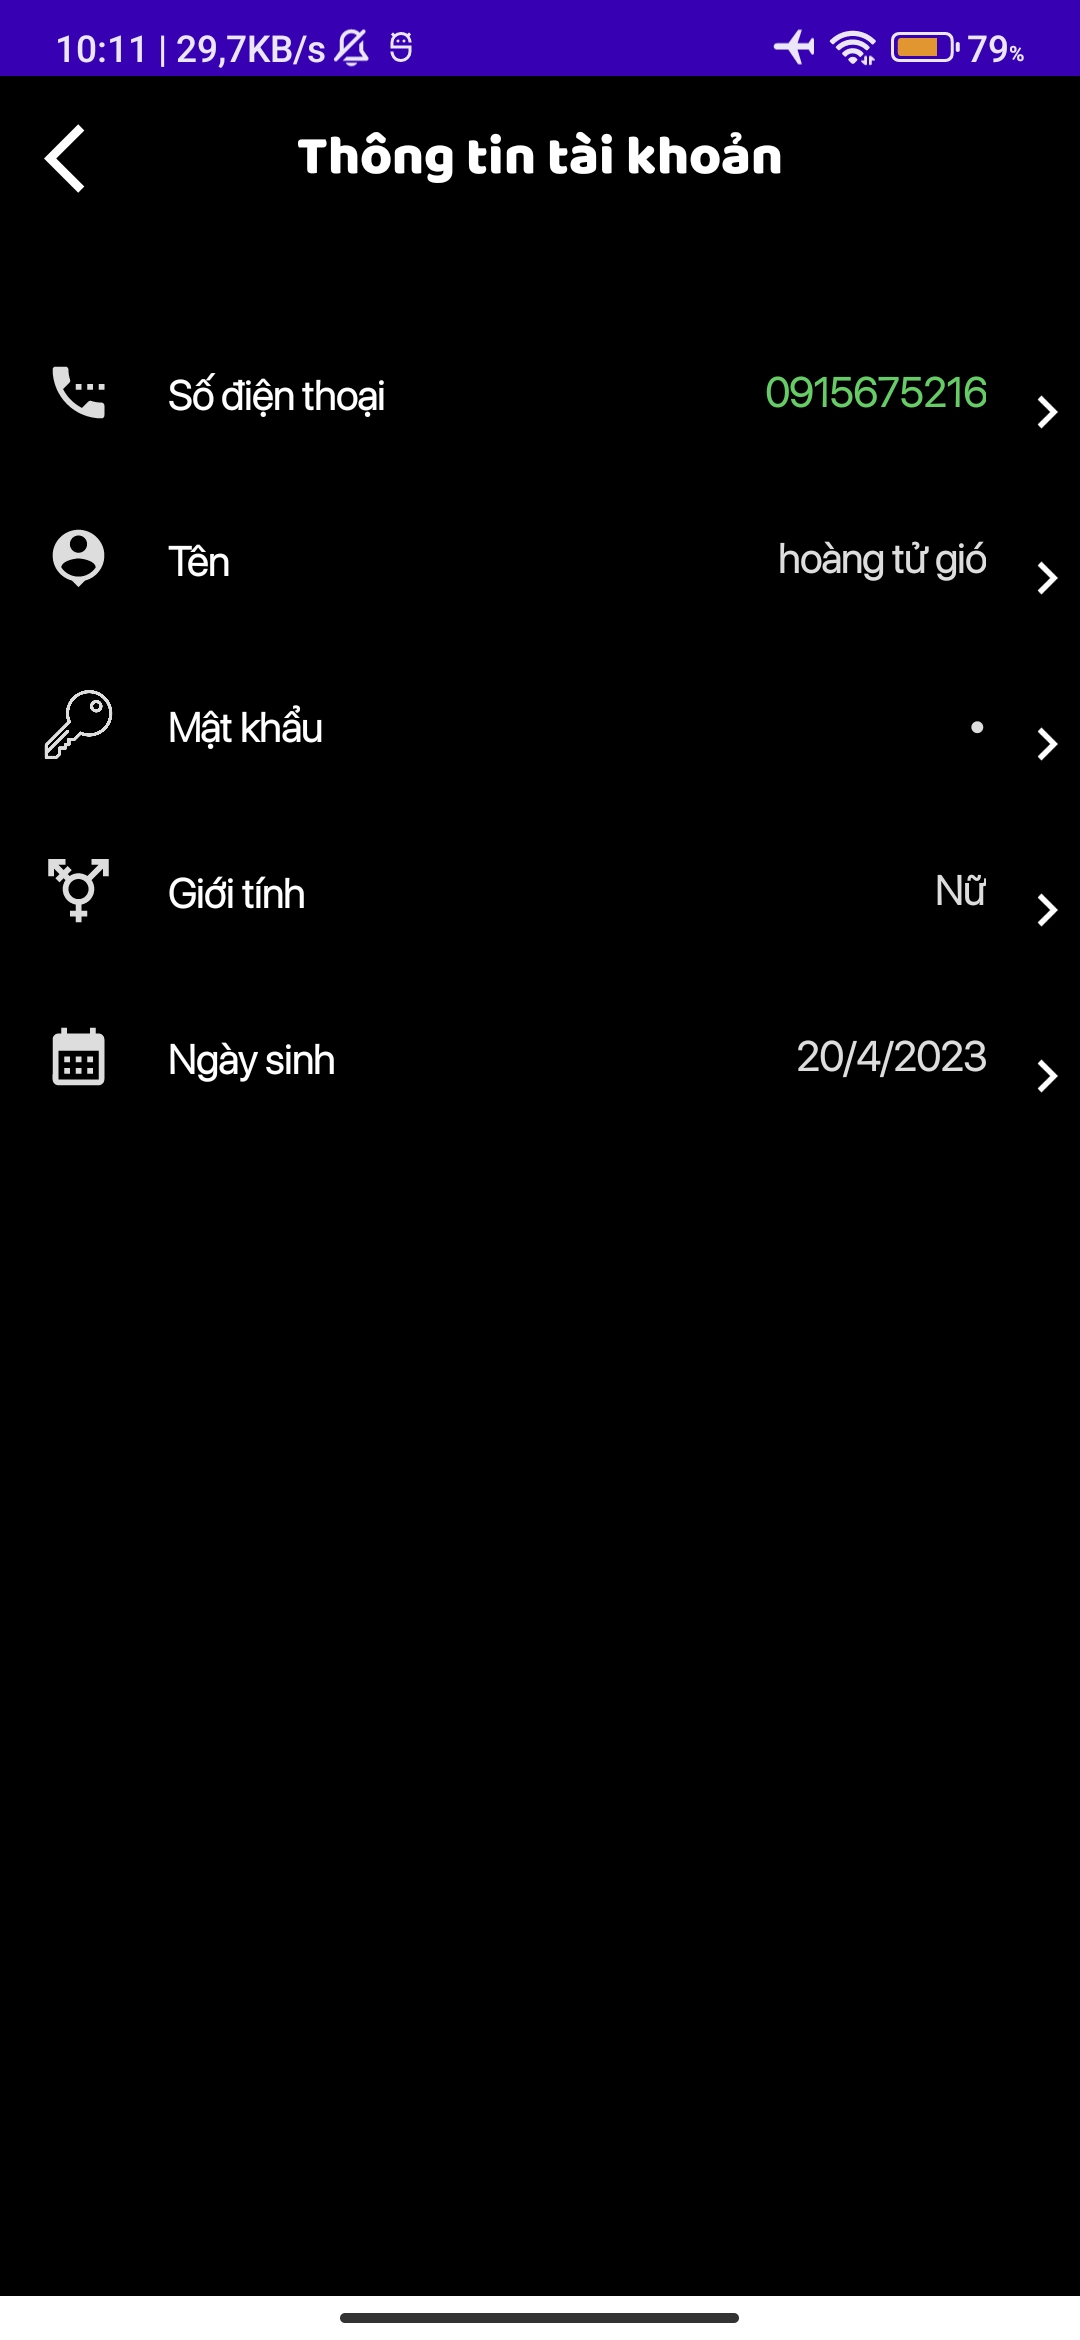 10:11 | 29,7KB/s 79%
Thông tin tài khoản
Số điện thoại 0915675216
Tên hoàng tử gió
Mật khẩu •
Giới tính Nữ
Ngày sinh 20/4/2023